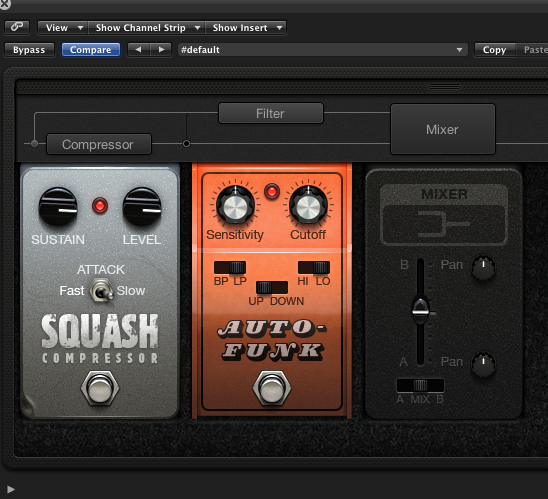 View Show Channel Strip Show Insert
Bypass Compare #default Copy Paste
Filter
Compressor
Mixer
SUSTAIN LEVEL
ATTACK
Fast Slow
SQUASH
COMPRESSOR
Sensitivity Cutoff
BP LP HI LO
UP DOWN
AUTO-
FUNK
MIXER
B Pan
A Pan
A MIX B